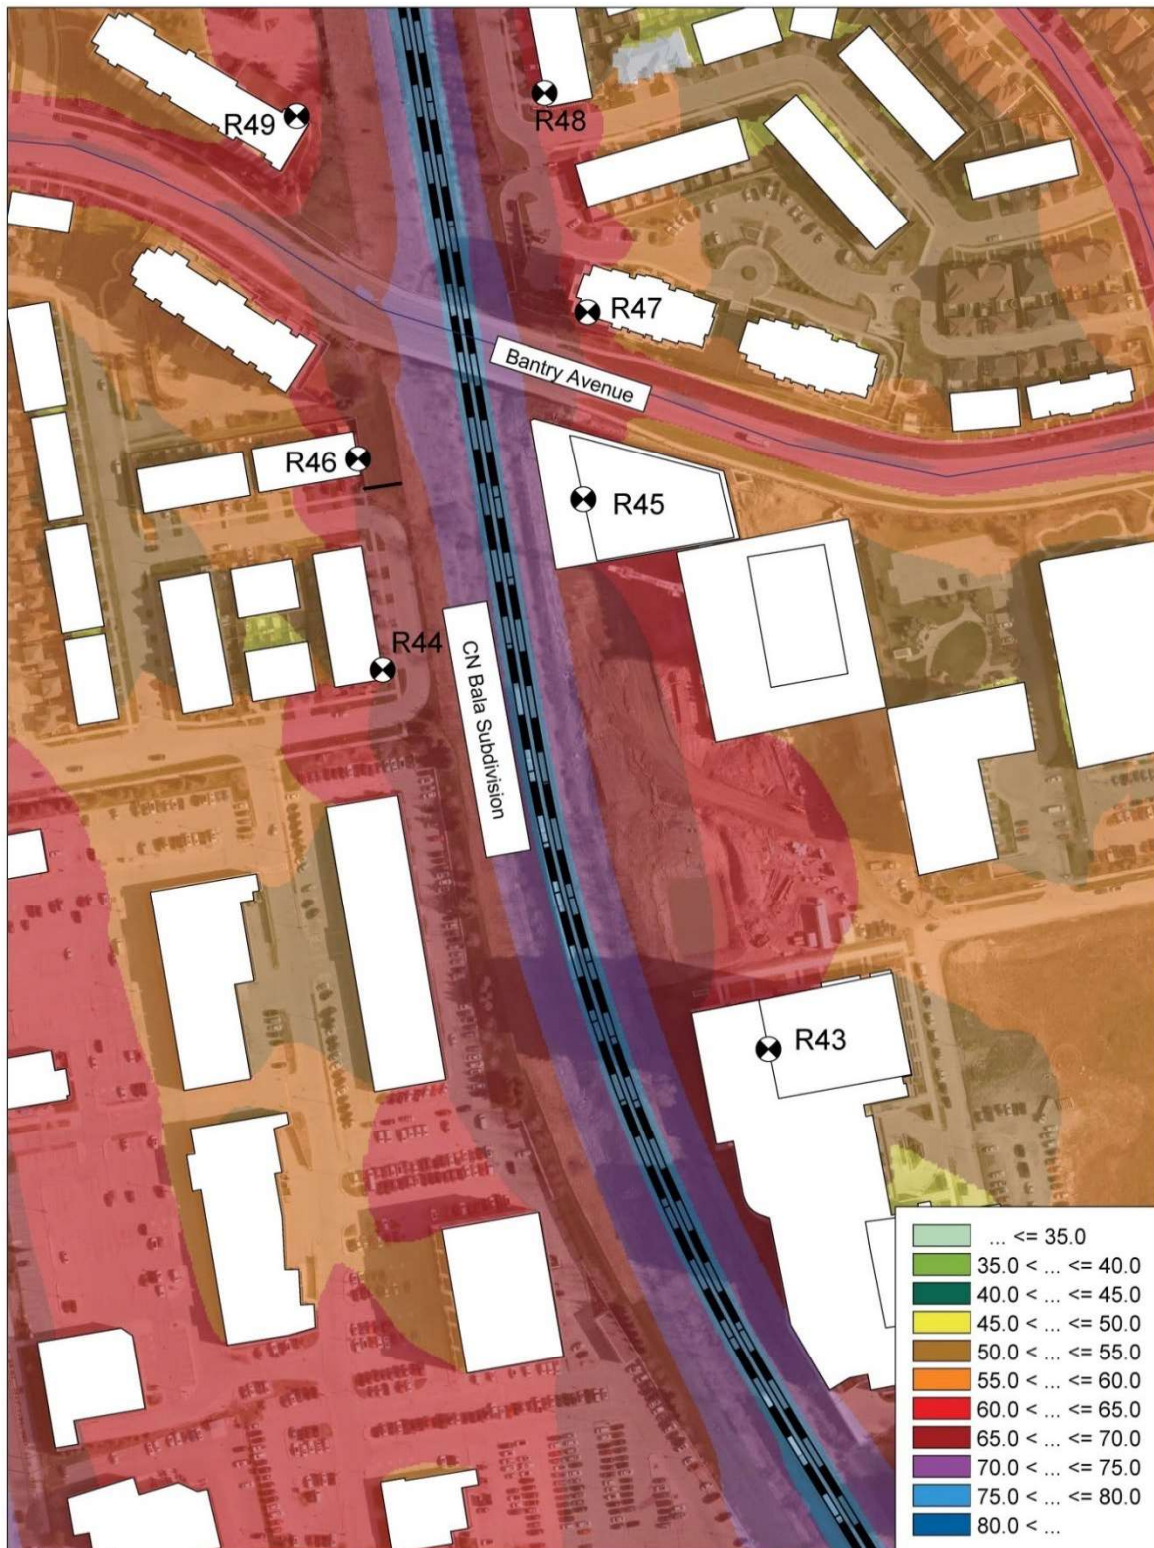 R49
R48
R47
Bantry Avenue
R46
R45
R44
CN Bala Subdivision
R43
... <= 35.0
35.0 < ... <= 40.0
40.0 < ... <= 45.0
45.0 < ... <= 50.0
50.0 < ... <= 55.0
55.0 < ... <= 60.0
60.0 < ... <= 65.0
65.0 < ... <= 70.0
70.0 < ... <= 75.0
75.0 < ... <= 80.0
80.0 < ...